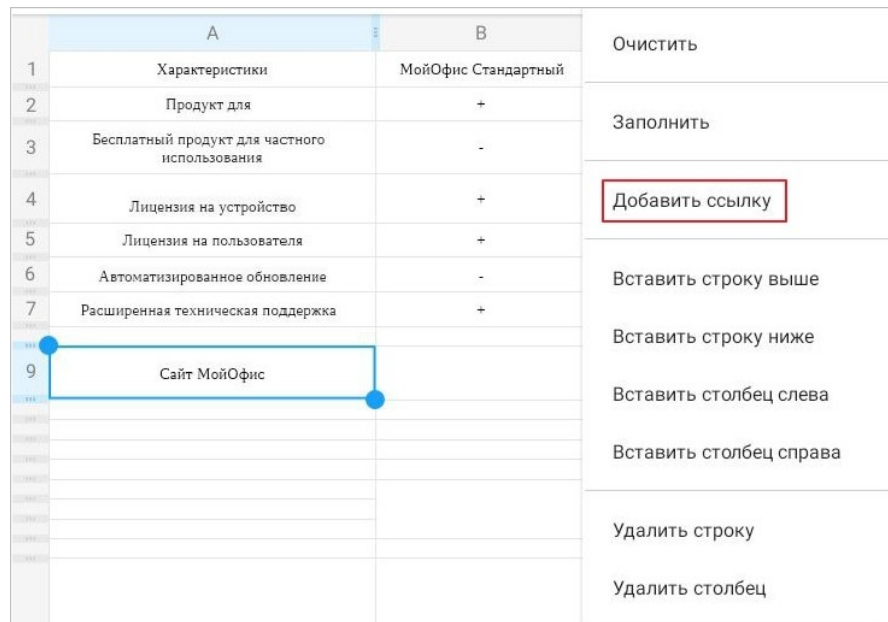 A B
1 Характеристики МойОфис Стандартный
2 Продукт для +
3 Бесплатный продукт для частного
использования -
4 Лицензия на устройство +
5 Лицензия на пользователя +
6 Автоматизированное обновление -
7 Расширенная техническая поддержка +
9 Сайт МойОфис
Очистить
Заполнить
Добавить ссылку
Вставить строку выше
Вставить строку ниже
Вставить столбец слева
Вставить столбец справа
Удалить строку
Удалить столбец